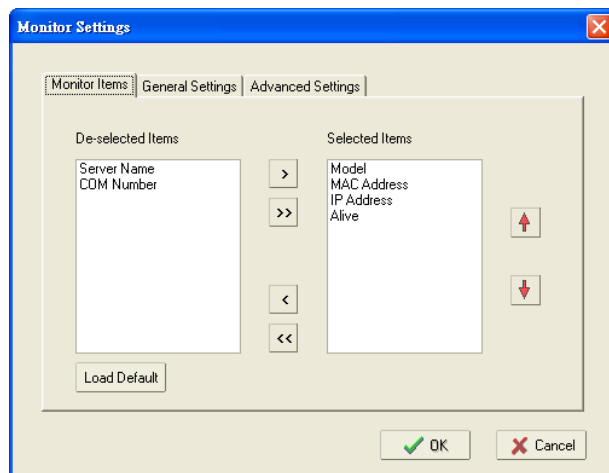 Monitor Settings
Monitor Items General Settings Advanced Settings
De-selected Items
Selected Items
Server Name
COM Number
>
>>
<
<<
Model
MAC Address
IP Address
Alive
Load Default
OK
Cancel